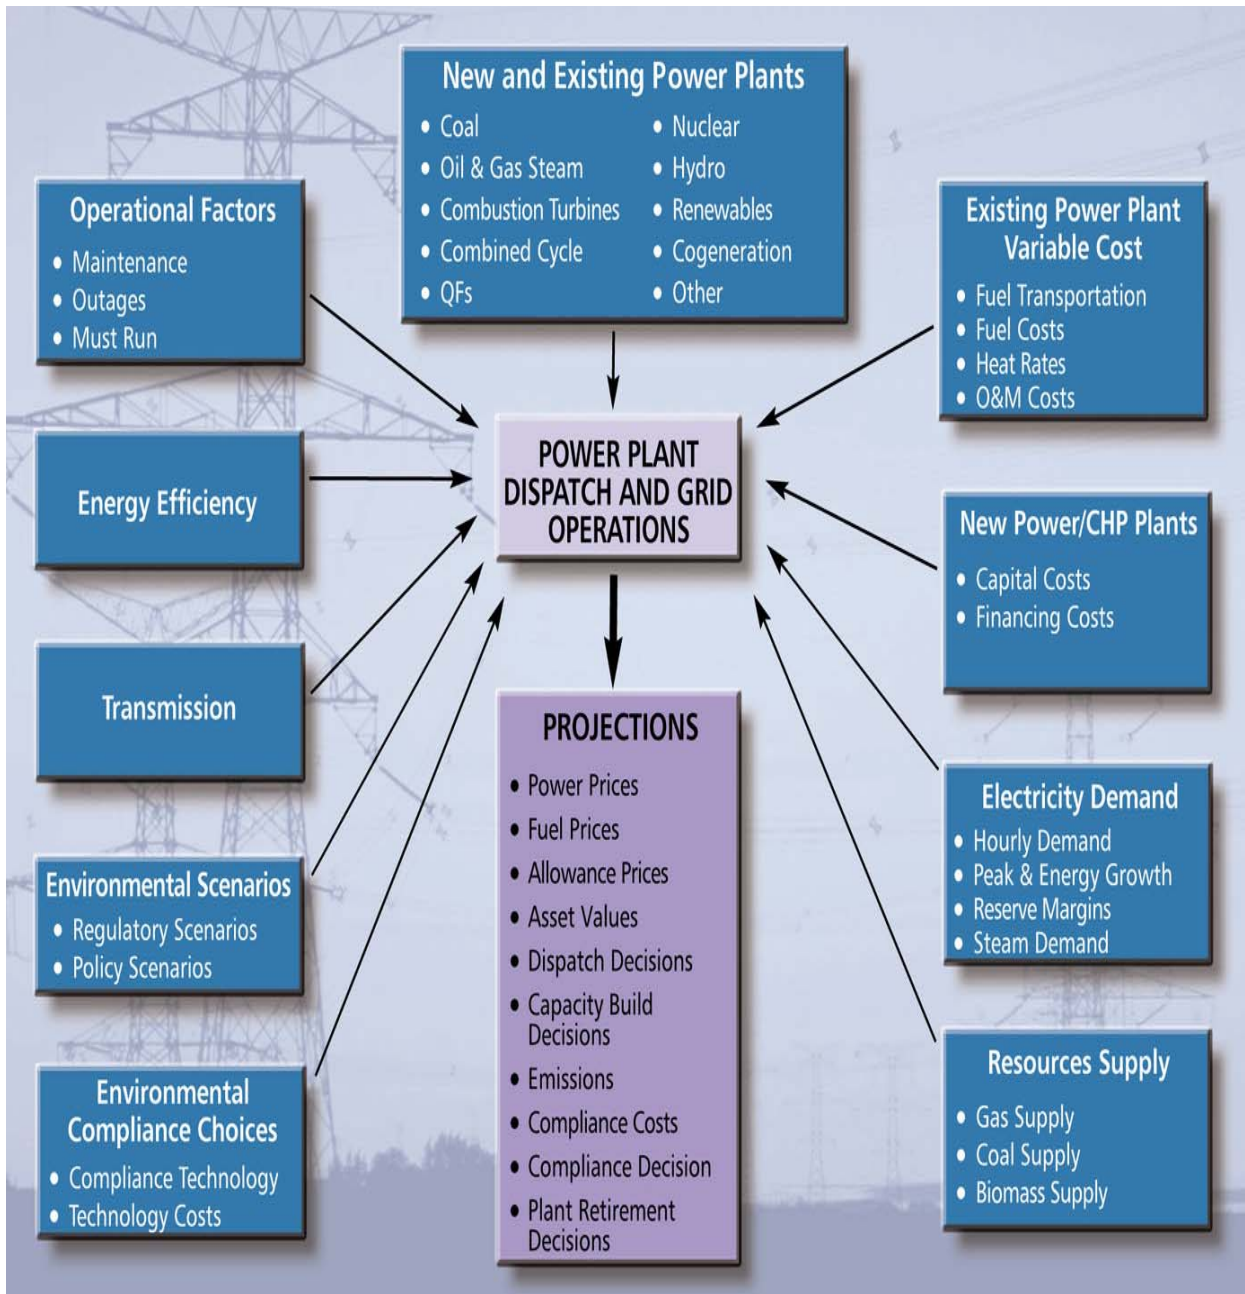 New and Existing Power Plants
• Coal
• Oil & Gas Steam
• Combustion Turbines
• Combined Cycle
• QFs
• Nuclear
• Hydro
• Renewables
• Cogeneration
• Other
Operational Factors
• Maintenance
• Outages
• Must Run
Energy Efficiency
Transmission
Environmental Scenarios
• Regulatory Scenarios
• Policy Scenarios
Environmental
Compliance Choices
• Compliance Technology
• Technology Costs
POWER PLANT
DISPATCH AND GRID
OPERATIONS
PROJECTIONS
• Power Prices
• Fuel Prices
• Allowance Prices
• Asset Values
• Dispatch Decisions
• Capacity Build
Decisions
• Emissions
• Compliance Costs
• Compliance Decision
• Plant Retirement
Decisions
Existing Power Plant
Variable Cost
• Fuel Transportation
• Fuel Costs
• Heat Rates
• O&M Costs
New Power/CHP Plants
• Capital Costs
• Financing Costs
Electricity Demand
• Hourly Demand
• Peak & Energy Growth
• Reserve Margins
• Steam Demand
Resources Supply
• Gas Supply
• Coal Supply
• Biomass Supply